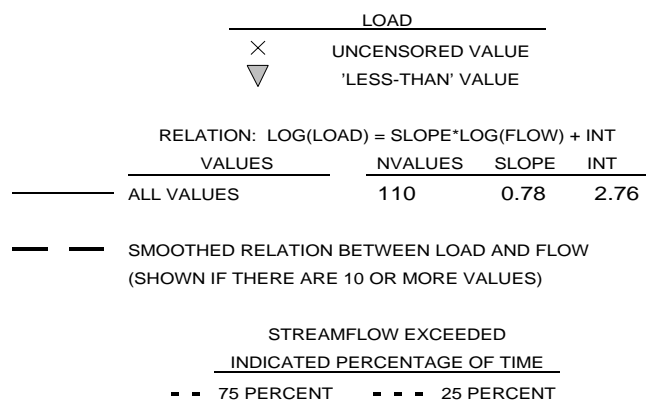 LOAD
UNCENSORED VALUE
'LESS-THAN' VALUE
RELATION: LOG(LOAD) = SLOPE*LOG(FLOW) + INT
VALUES NVALUES SLOPE INT
ALL VALUES 110 0.78 2.76
SMOOTHED RELATION BETWEEN LOAD AND FLOW
(SHOWN IF THERE ARE 10 OR MORE VALUES)
STREAMFLOW EXCEEDED
INDICATED PERCENTAGE OF TIME
75 PERCENT 25 PERCENT